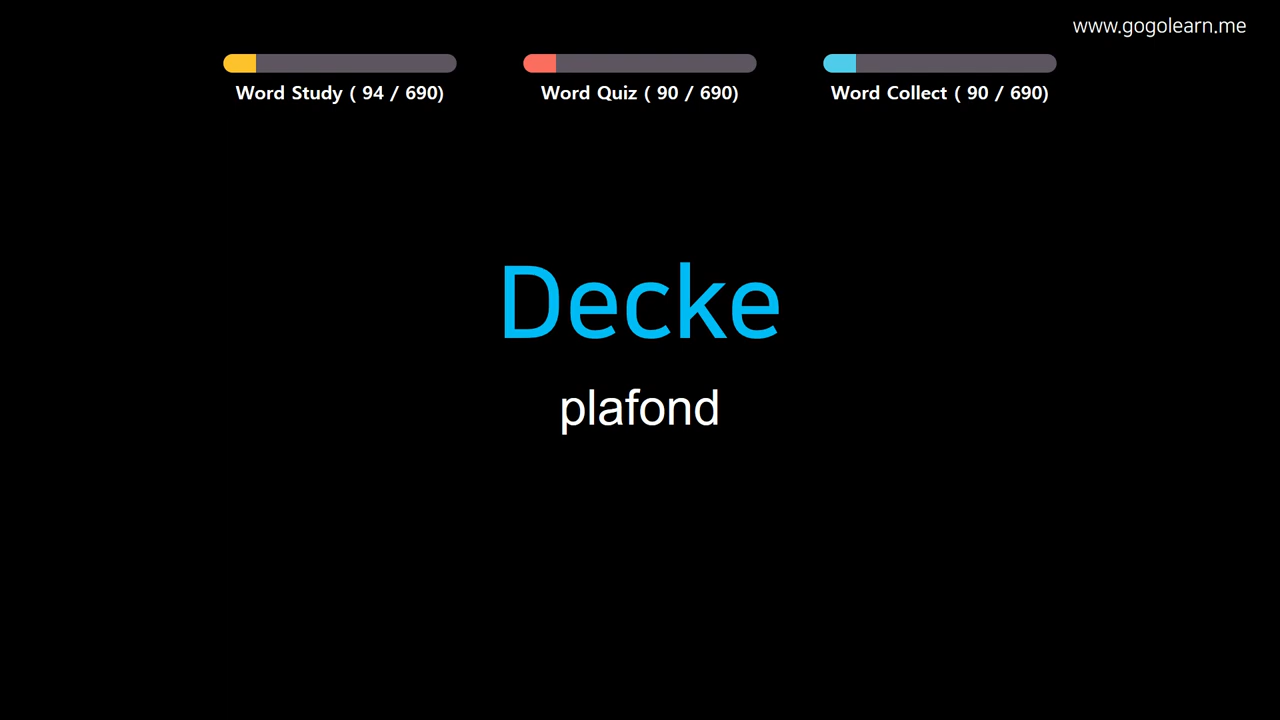 www.gogolearn.me
Word Study ( 94 / 690)
Word Quiz ( 90 / 690)
Word Collect ( 90 / 690)
Decke
plafond